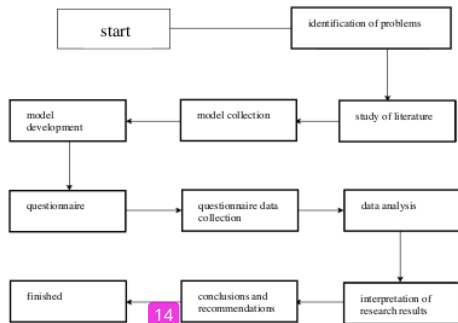 start
identification of problems
model
development
model collection
study of literature
questionnaire
questionnaire data
collection
data analysis
finished
14
conclusions and
recommendations
interpretation of
research results